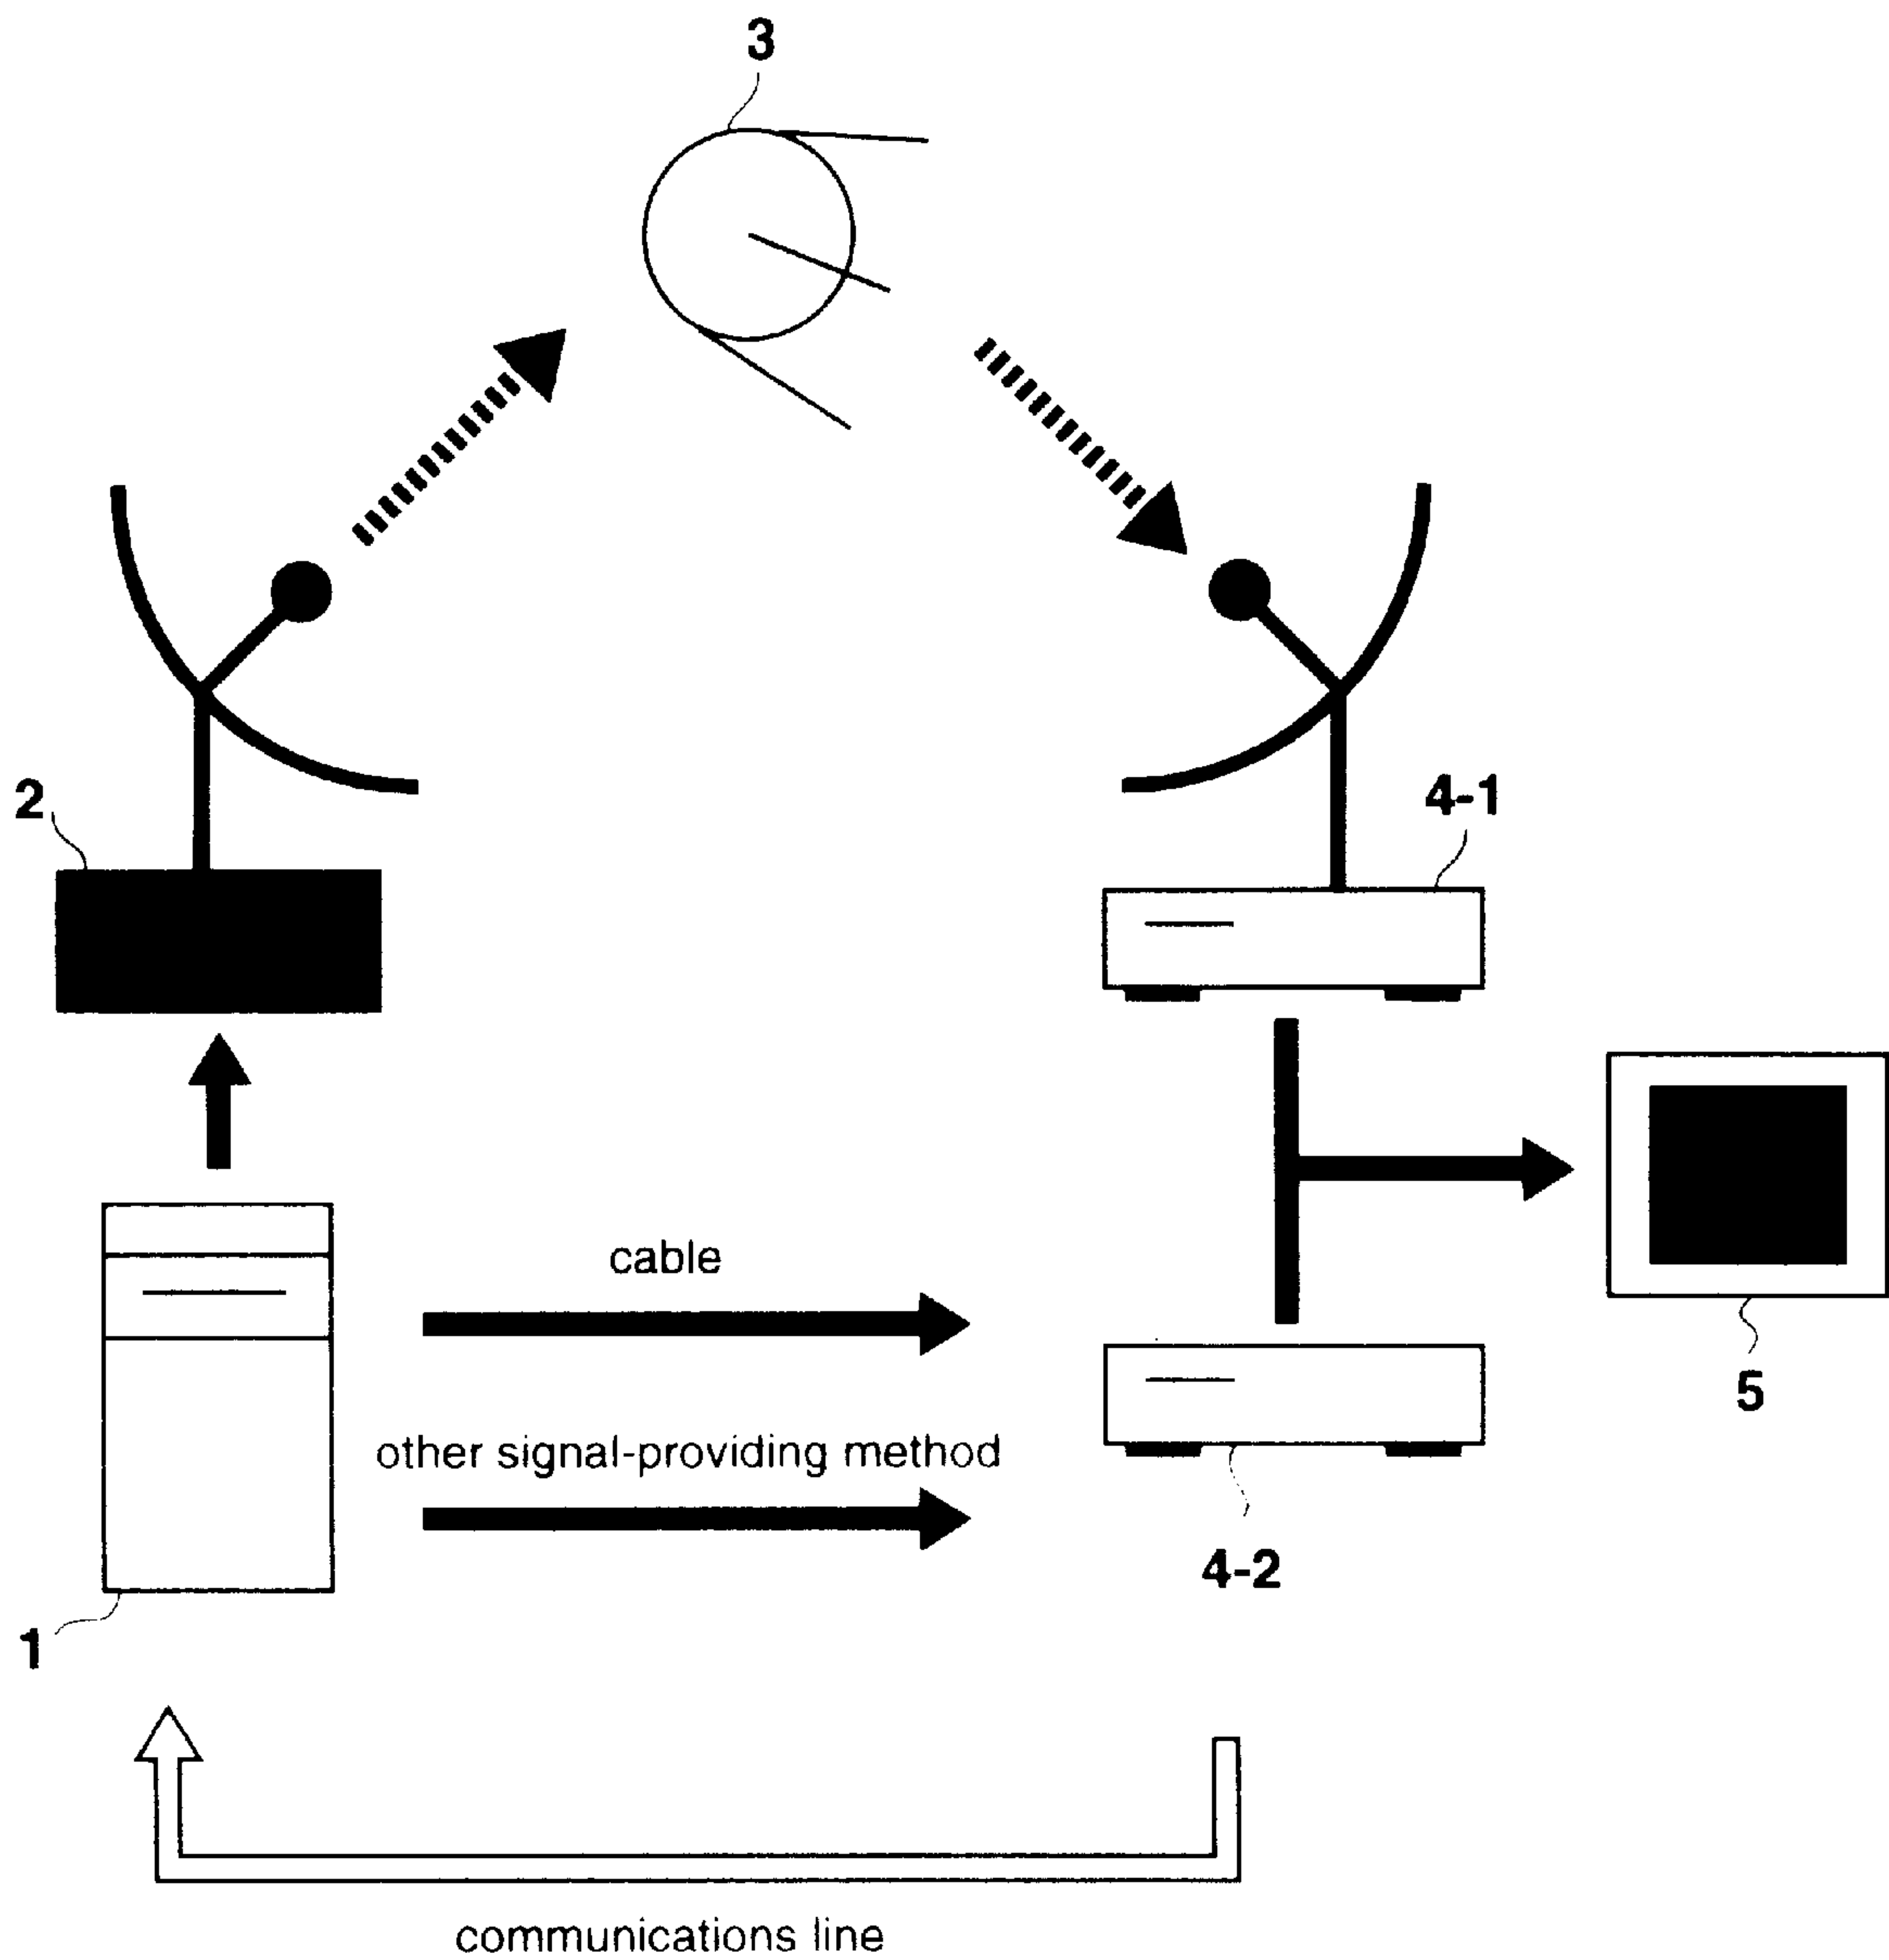 3
2
4-1
cable
5
other signal-providing method
4-2
1
communications line